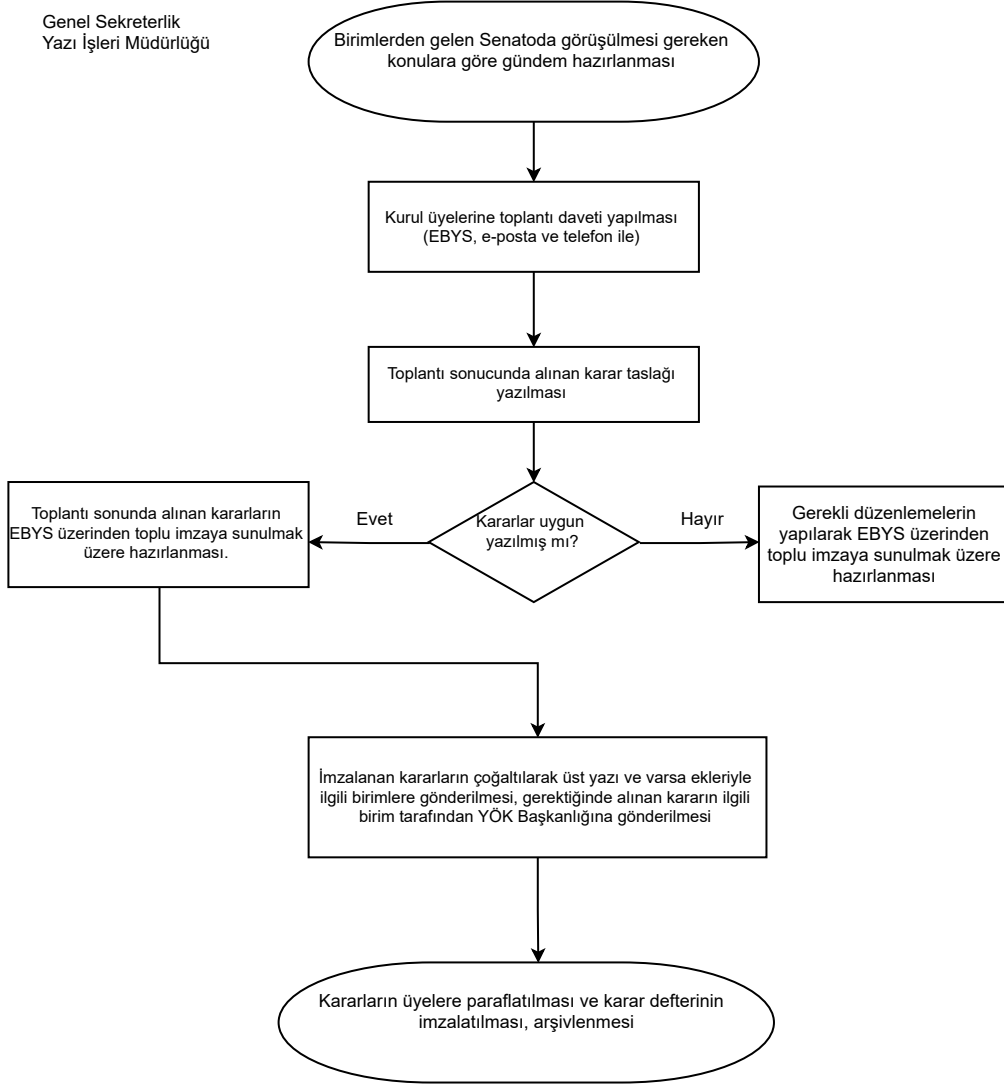 Genel Sekreterlik
Yazı İşleri Müdürlüğü
Birimlerden gelen Senatoda görüşülmesi gereken
konulara göre gündem hazırlanması
Kurul üyelerine toplantı daveti yapılması
(EBYS, e-posta ve telefon ile)
Toplantı sonucunda alınan karar taslağı
yazılması
Toplantı sonunda alınan kararların
EBYS üzerinden toplu imzaya sunulmak
üzere hazırlanması.
Evet
Kararlar uygun
yazılmış mı?
Hayır
Gerekli düzenlemelerin
yapılarak EBYS üzerinden
toplu imzaya sunulmak üzere
hazırlanması
İmzalanan kararların çoğaltılarak üst yazı ve varsa ekleriyle
ilgili birimlere gönderilmesi, gerektiğinde alınan kararın ilgili
birim tarafından YÖK Başkanlığına gönderilmesi
Kararların üyelere paraflatılması ve karar defterinin
imzalatılması, arşivlenmesi